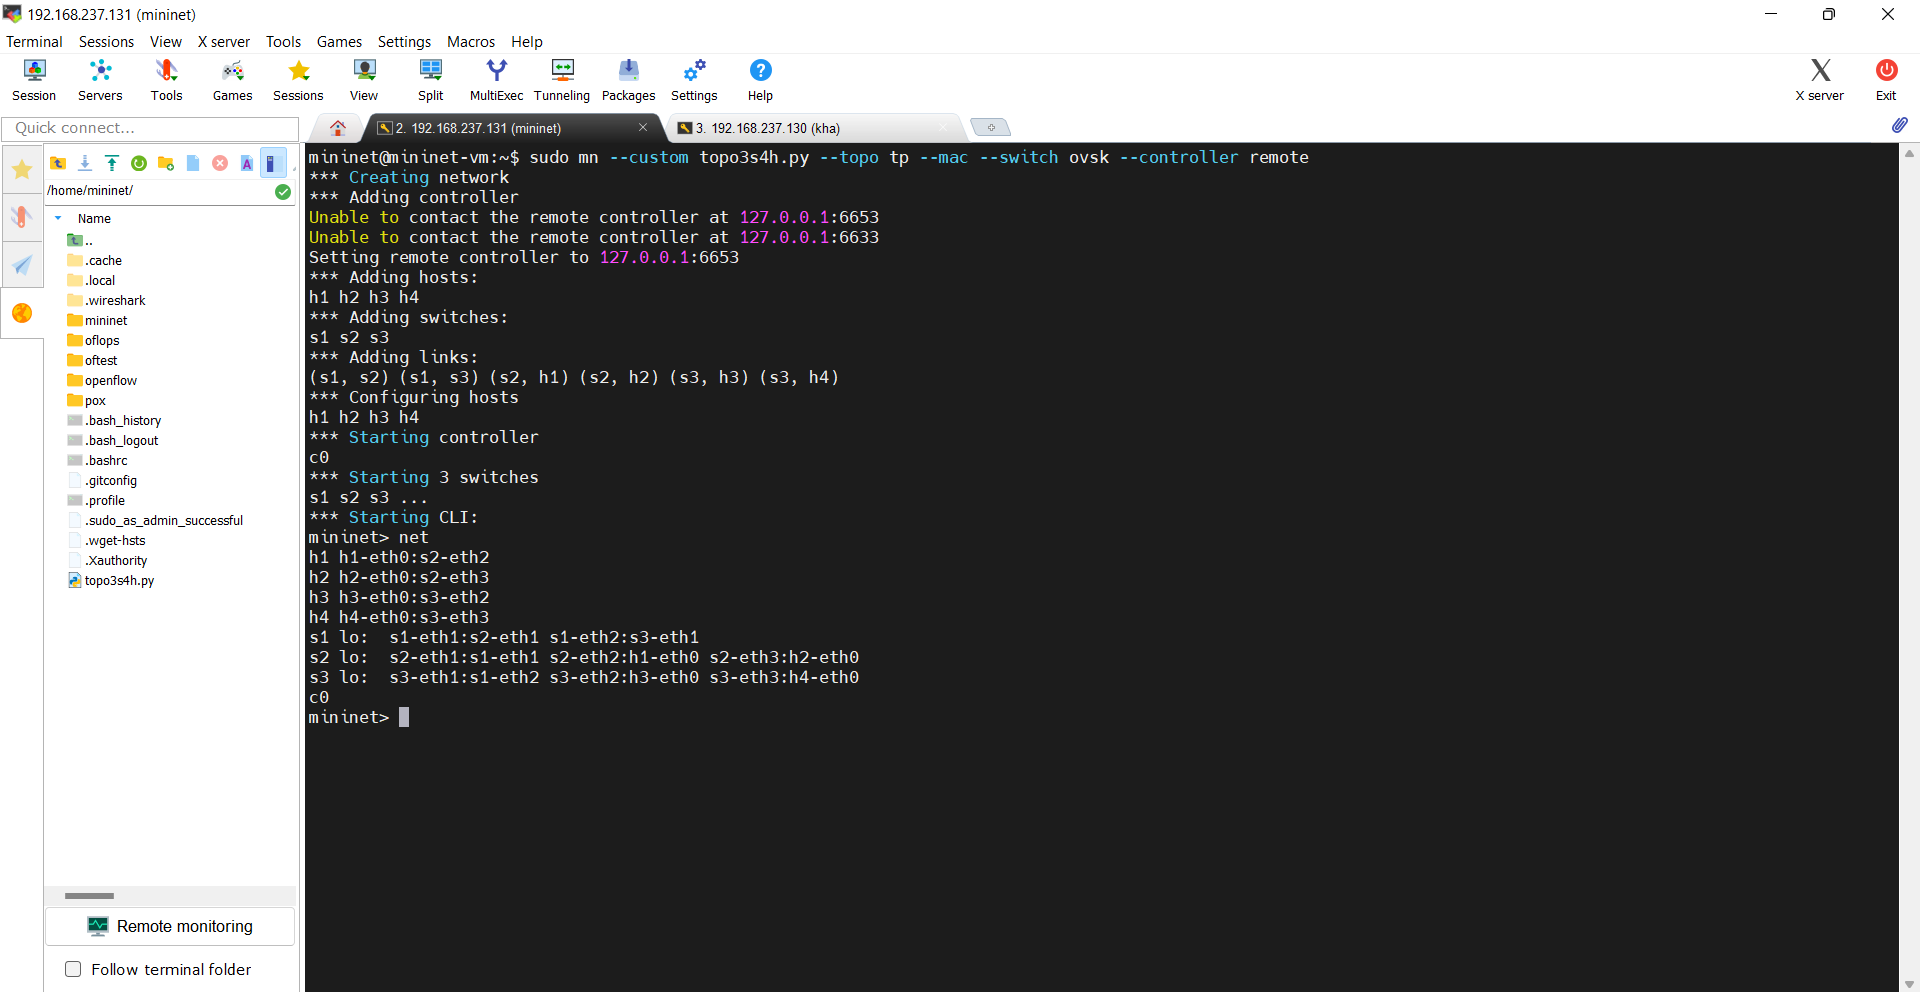 192.168.237.131 (mininet)
Terminal Sessions View X server Tools Games Settings Macros Help
Session Servers Tools Games Sessions View Split MultiExec Tunneling Packages Settings Help X server Exit
Quick connect...
2. 192.168.237.131 (mininet)
3. 192.168.237.130 (kha)
/home/mininet/
Name
..
.cache
.local
.wireshark
mininet
oflops
oftest
openflow
pox
.bash_history
.bash_logout
.bashrc
.gitconfig
.profile
.sudo_as_admin_successful
.wget-hsts
.Xauthority
topo3s4h.py
Remote monitoring
Follow terminal folder
mininet@mininet-vm:~$ sudo mn --custom topo3s4h.py --topo tp --mac --switch ovsk --controller remote
*** Creating network
*** Adding controller
Unable to contact the remote controller at 127.0.0.1:6653
Unable to contact the remote controller at 127.0.0.1:6633
Setting remote controller to 127.0.0.1:6653
*** Adding hosts:
h1 h2 h3 h4
*** Adding switches:
s1 s2 s3
*** Adding links:
(s1, s2) (s1, s3) (s2, h1) (s2, h2) (s3, h3) (s3, h4)
*** Configuring hosts
h1 h2 h3 h4
*** Starting controller
c0
*** Starting 3 switches
s1 s2 s3 ...
*** Starting CLI:
mininet> net
h1 h1-eth0:s2-eth2
h2 h2-eth0:s2-eth3
h3 h3-eth0:s3-eth2
h4 h4-eth0:s3-eth3
s1 lo:  s1-eth1:s2-eth1 s1-eth2:s3-eth1
s2 lo:  s2-eth1:s1-eth1 s2-eth2:h1-eth0 s2-eth3:h2-eth0
s3 lo:  s3-eth1:s1-eth2 s3-eth2:h3-eth0 s3-eth3:h4-eth0
c0
mininet>